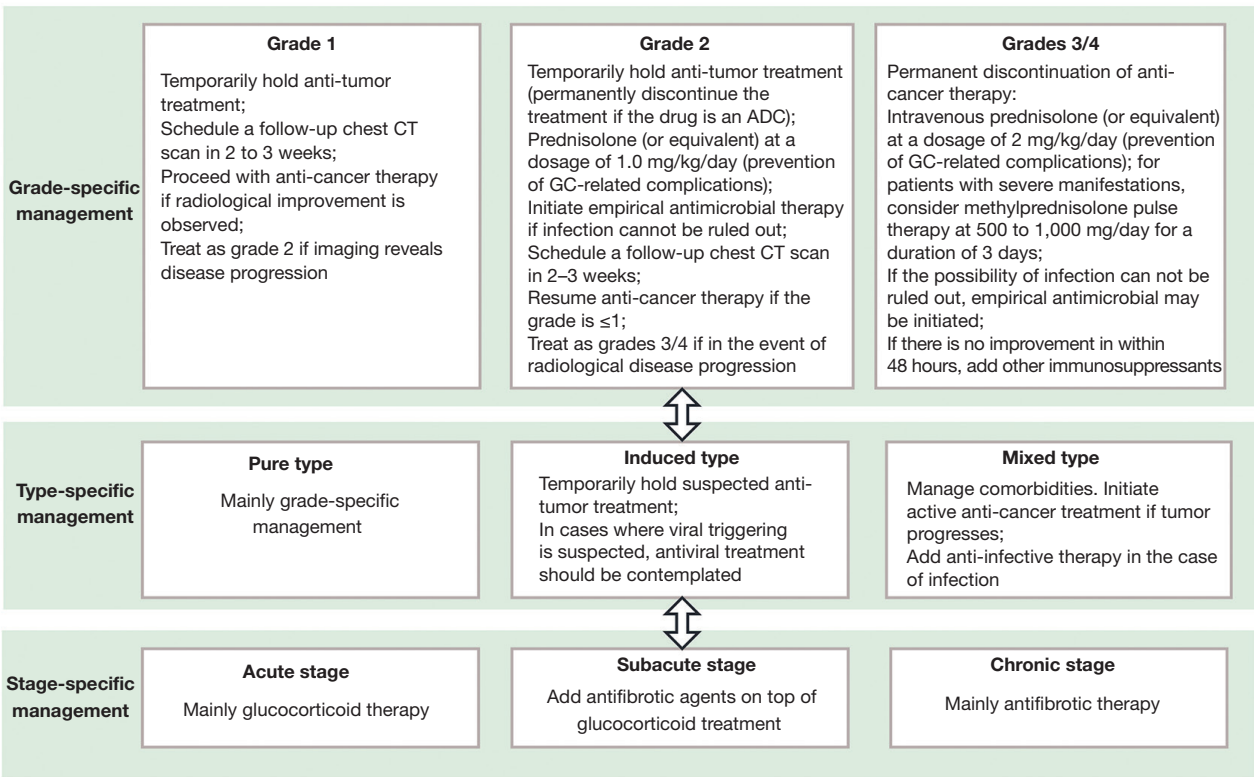 Grade-specific
management
Grade 1
Temporarily hold anti-tumor
treatment;
Schedule a follow-up chest CT
scan in 2 to 3 weeks;
Proceed with anti-cancer therapy
if radiological improvement is
observed;
Treat as grade 2 if imaging reveals
disease progression
Grade 2
Temporarily hold anti-tumor treatment
(permanently discontinue the
treatment if the drug is an ADC);
Prednisolone (or equivalent) at a
dosage of 1.0 mg/kg/day (prevention
of GC-related complications);
Initiate empirical antimicrobial therapy
if infection cannot be ruled out;
Schedule a follow-up chest CT scan
in 2–3 weeks;
Resume anti-cancer therapy if the
grade is ≤1;
Treat as grades 3/4 if in the event of
radiological disease progression
Grades 3/4
Permanent discontinuation of anti-
cancer therapy:
Intravenous prednisolone (or equivalent)
at a dosage of 2 mg/kg/day (prevention
of GC-related complications); for
patients with severe manifestations,
consider methylprednisolone pulse
therapy at 500 to 1,000 mg/day for a
duration of 3 days;
If the possibility of infection can not be
ruled out, empirical antimicrobial may
be initiated;
If there is no improvement in within
48 hours, add other immunosuppressants
Type-specific
management
Pure type
Mainly grade-specific
management
Induced type
Temporarily hold suspected anti-
tumor treatment;
In cases where viral triggering
is suspected, antiviral treatment
should be contemplated
Mixed type
Manage comorbidities. Initiate
active anti-cancer treatment if tumor
progresses;
Add anti-infective therapy in the case
of infection
Stage-specific
management
Acute stage
Mainly glucocorticoid therapy
Subacute stage
Add antifibrotic agents on top of
glucocorticoid treatment
Chronic stage
Mainly antifibrotic therapy